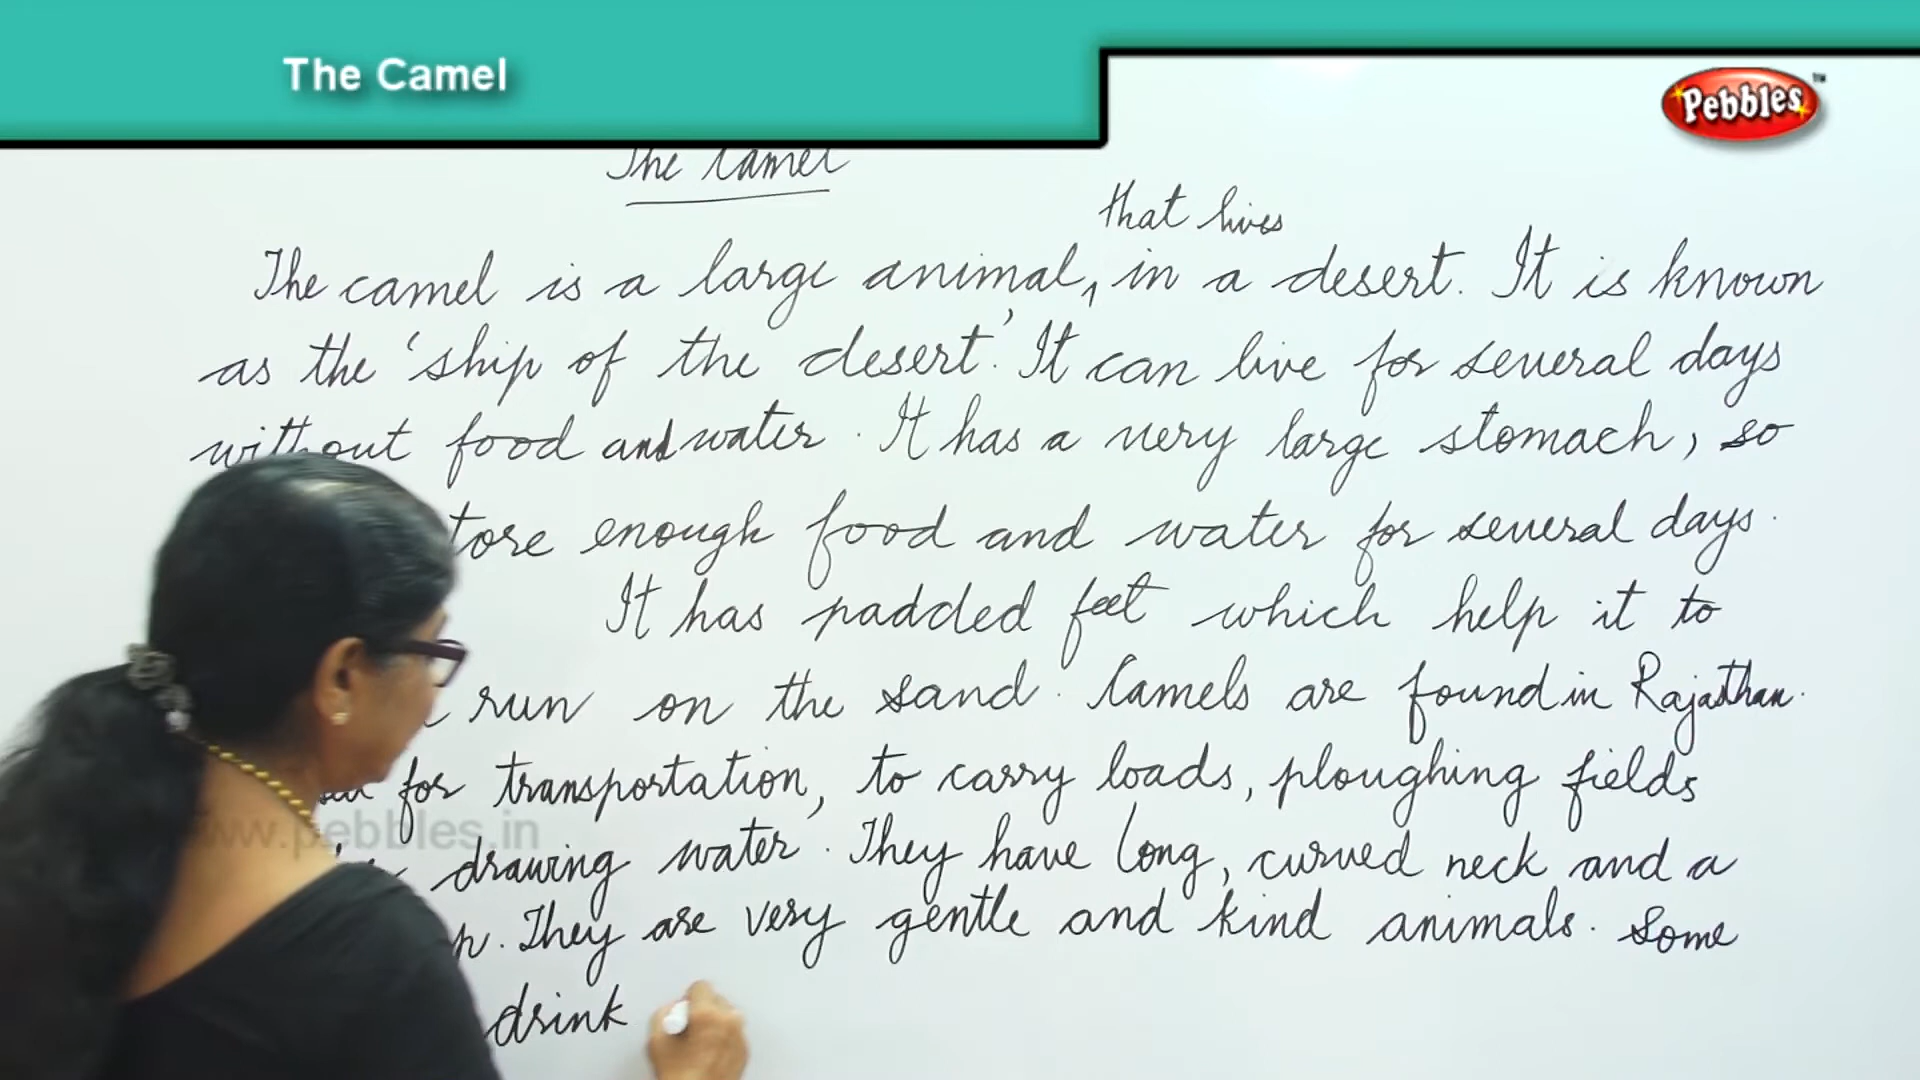 The Camel
Pebbles™
The Camel
that lives
The camel is a large animal, in a desert. It is known
as the 'ship of the desert'. It can live for several days
without food and water. It has a very large stomach, so
tore enough food and water for several days.
It has padded feet which help it to
run on the sand. Camels are found in Rajasthan.
for transportation, to carry loads, ploughing fields
drawing water. They have long, curved neck and a
They are very gentle and kind animals. Some
drink
www.pebbles.in